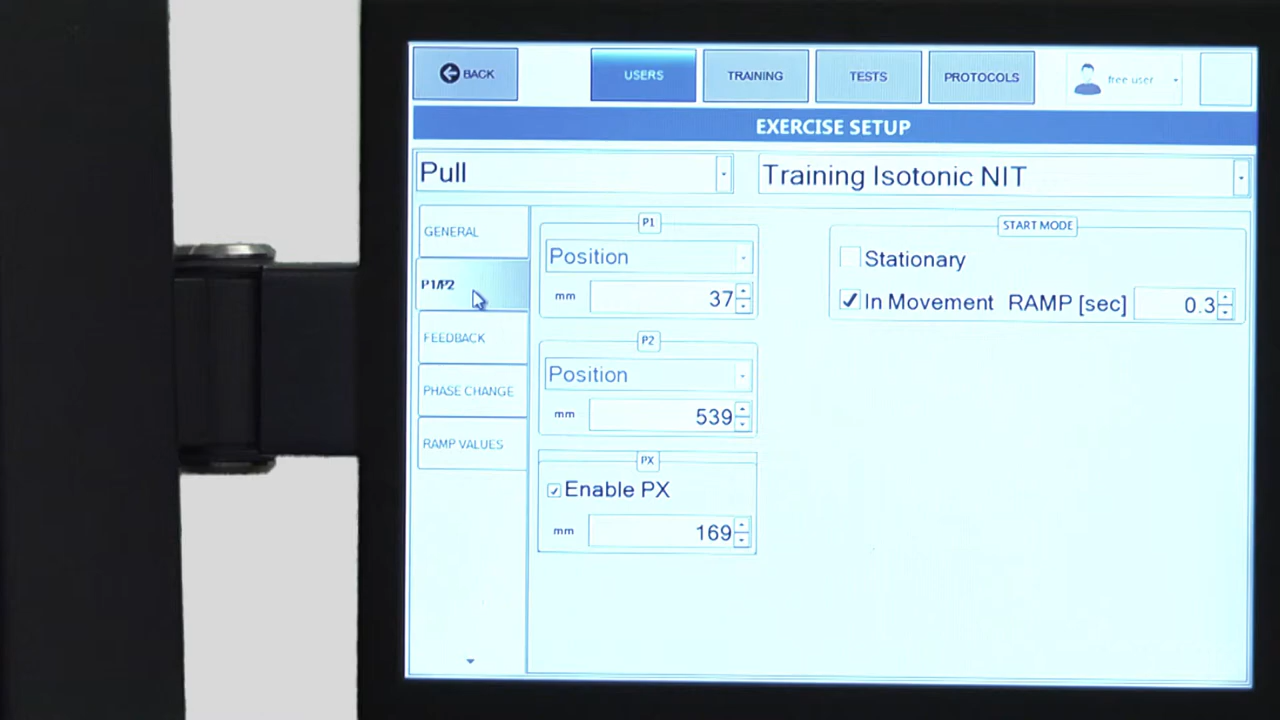 BACK
USERS
TRAINING
TESTS
PROTOCOLS
free user
EXERCISE SETUP
Pull
Training Isotonic NIT
GENERAL
P1/P2
FEEDBACK
PHASE CHANGE
RAMP VALUES
P1
Position
mm 37
P2
Position
mm 539
PX
Enable PX
mm 169
START MODE
Stationary
In Movement RAMP [sec] 0.3